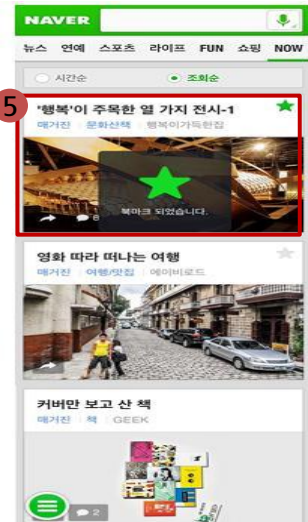 NAVER
뉴스 연예 스포츠 라이프 FUN 쇼핑 NOW
시간순 조회순
5
'행복'이 주목한 열 가지 전시-1
매거진 문화산책 행복이가득한집
북마크 되었습니다.
6
영화 따라 떠나는 여행
매거진 여행/맛집 에이비로드
커버만 보고 산 책
매거진 책 GEEK
2